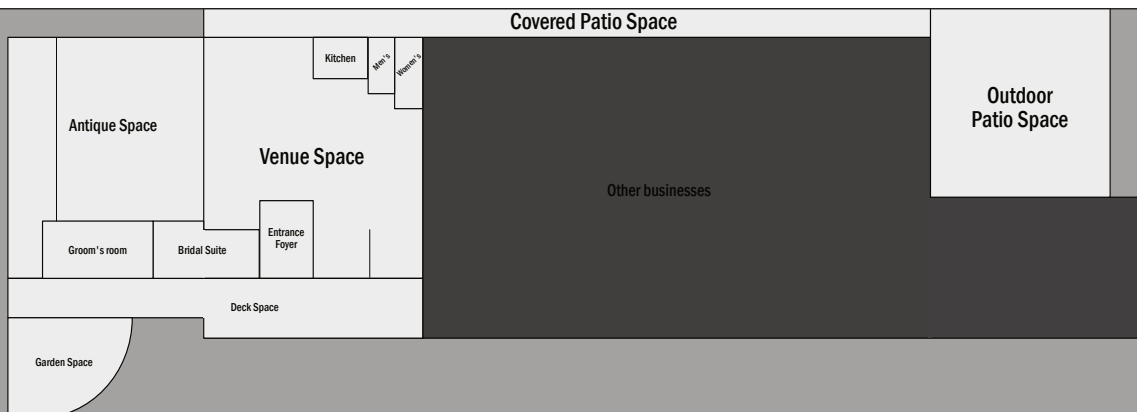 Covered Patio Space
Kitchen
Men's
Women's
Outdoor
Patio Space
Antique Space
Venue Space
Other businesses
Entrance
Foyer
Groom's room
Bridal Suite
Deck Space
Garden Space